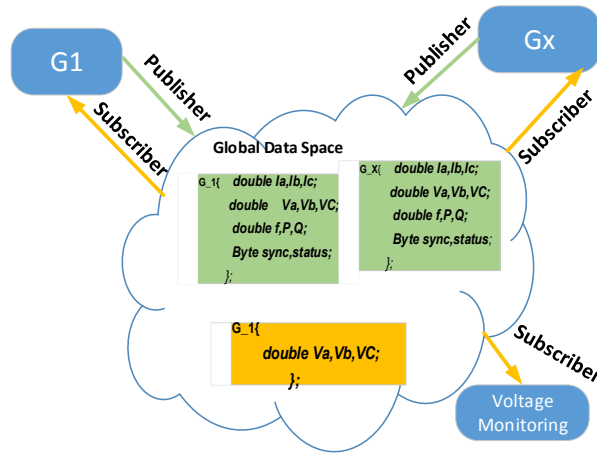 G1
Gx
Publisher
Publisher
Subscriber
Subscriber
Global Data Space
G_1{ double Ia,Ib,Ic;
double Va,Vb,VC;
double f,P,Q;
Byte sync,status;
};
G_X{ double Ia,Ib,Ic;
double Va,Vb,VC;
double f,P,Q;
Byte sync,status;
};
G_1{
double Va,Vb,VC;
};
Subscriber
Voltage
Monitoring